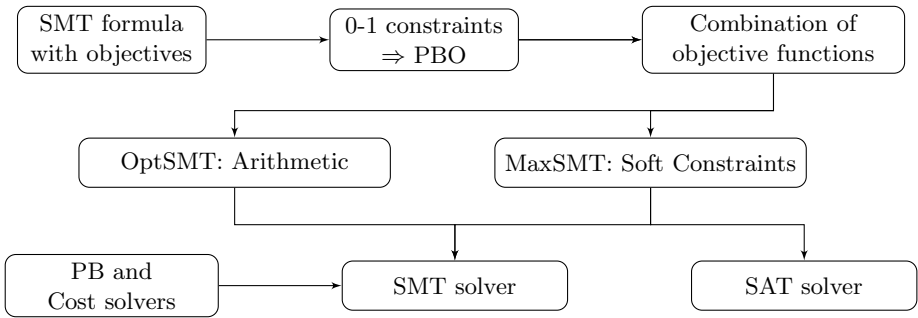 SMT formula
with objectives
0-1 constraints
⇒ PBO
Combination of
objective functions
OptSMT: Arithmetic
MaxSMT: Soft Constraints
PB and
Cost solvers
SMT solver
SAT solver